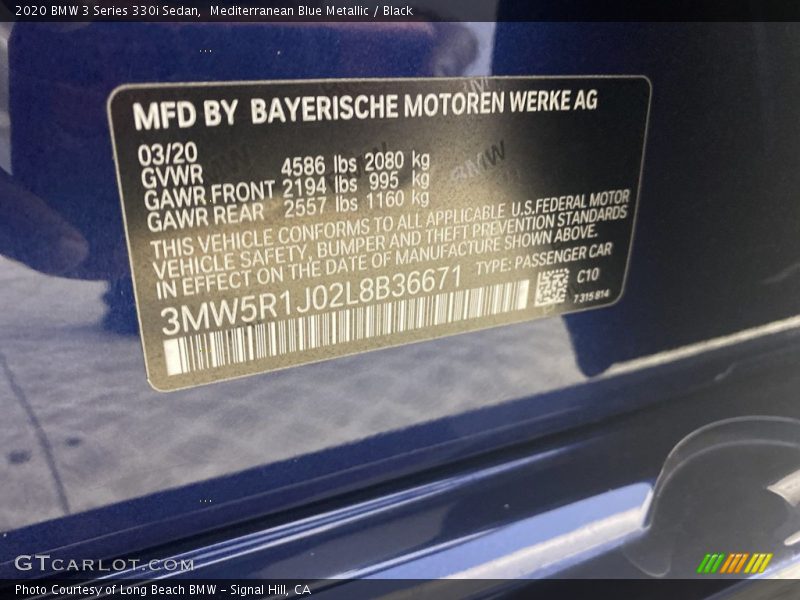 2020 BMW 3 Series 330i Sedan, Mediterranean Blue Metallic / Black
MFD BY BAYERISCHE MOTOREN WERKE AG
03/20
GVWR 4586 lbs 2080 kg
GAWR FRONT 2194 lbs 995 kg
GAWR REAR 2557 lbs 1160 kg
THIS VEHICLE CONFORMS TO ALL APPLICABLE U.S.FEDERAL MOTOR
VEHICLE SAFETY, BUMPER AND THEFT PREVENTION STANDARDS
IN EFFECT ON THE DATE OF MANUFACTURE SHOWN ABOVE.
3MW5R1J02L8B36671 TYPE: PASSENGER CAR
C10
7 315 814
GTCARLOT.COM
Photo Courtesy of Long Beach BMW - Signal Hill, CA